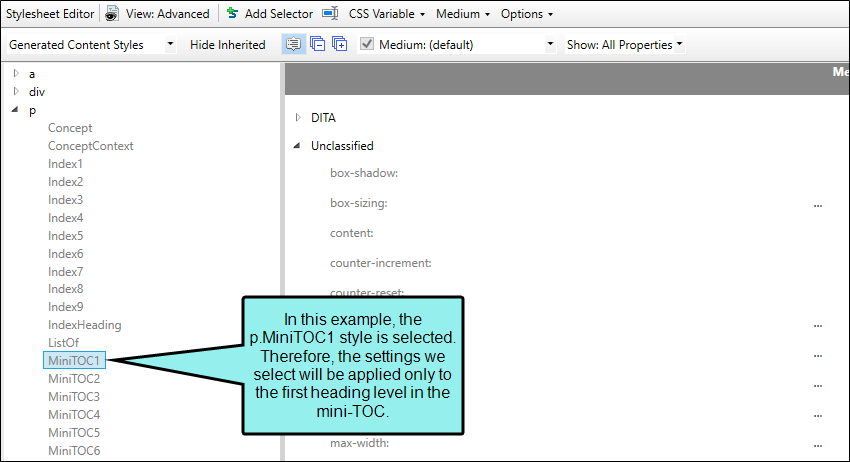 Stylesheet Editor View: Advanced Add Selector CSS Variable Medium Options
Generated Content Styles Hide Inherited Medium: (default) Show: All Properties
Me
a
div
p
Concept
ConceptContext
Index1
Index2
Index3
Index4
Index5
Index6
Index7
Index8
Index9
IndexHeading
ListOf
MiniTOC1
MiniTOC2
MiniTOC3
MiniTOC4
MiniTOC5
MiniTOC6
DITA
Unclassified
box-shadow:
box-sizing: ...
content:
counter-increment:
counter-reset:
...
...
...
...
max-width: ...
In this example, the
p.MiniTOC1 style is selected.
Therefore, the settings we
select will be applied only to
the first heading level in the
mini-TOC.